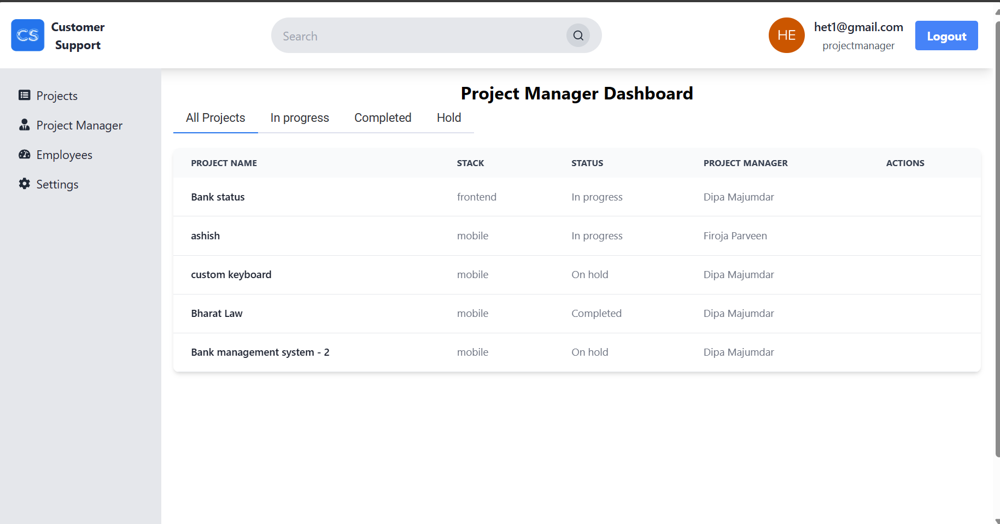 CS
Customer
Support
Search
HE
het1@gmail.com
projectmanager
Logout
Projects
Project Manager
Employees
Settings
Project Manager Dashboard
All Projects In progress Completed Hold
PROJECT NAME STACK STATUS PROJECT MANAGER ACTIONS
Bank status frontend In progress Dipa Majumdar
ashish mobile In progress Firoja Parveen
custom keyboard mobile On hold Dipa Majumdar
Bharat Law mobile Completed Dipa Majumdar
Bank management system - 2 mobile On hold Dipa Majumdar